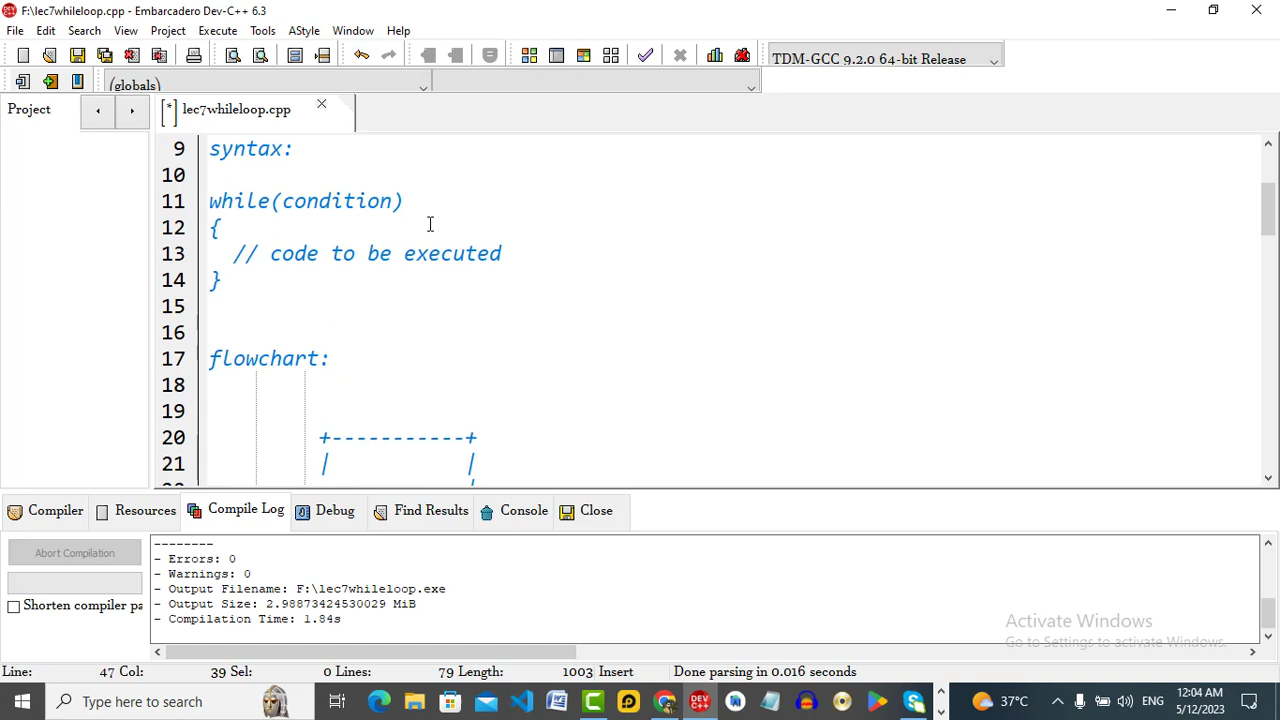 F:\lec7whileloop.cpp - Embarcadero Dev-C++ 6.3
File Edit Search View Project Execute Tools AStyle Window Help
TDM-GCC 9.2.0 64-bit Release
(globals)
Project
[*] lec7whileloop.cpp
9 syntax:
10
11 while(condition)
12 {
13 // code to be executed
14 }
15
16
17 flowchart:
18
19
20 +-----------+
21 | |
Compiler Resources Compile Log Debug Find Results Console Close
Abort Compilation
Shorten compiler pa
--------
- Errors: 0
- Warnings: 0
- Output Filename: F:\lec7whileloop.exe
- Output Size: 2.98873424530029 MiB
- Compilation Time: 1.84s
Activate Windows
Go to Settings to activate Windows.
Line: 47 Col: 39 Sel: 0 Lines: 79 Length: 1003 Insert Done parsing in 0.016 seconds
Type here to search
37°C
ENG
12:04 AM
5/12/2023